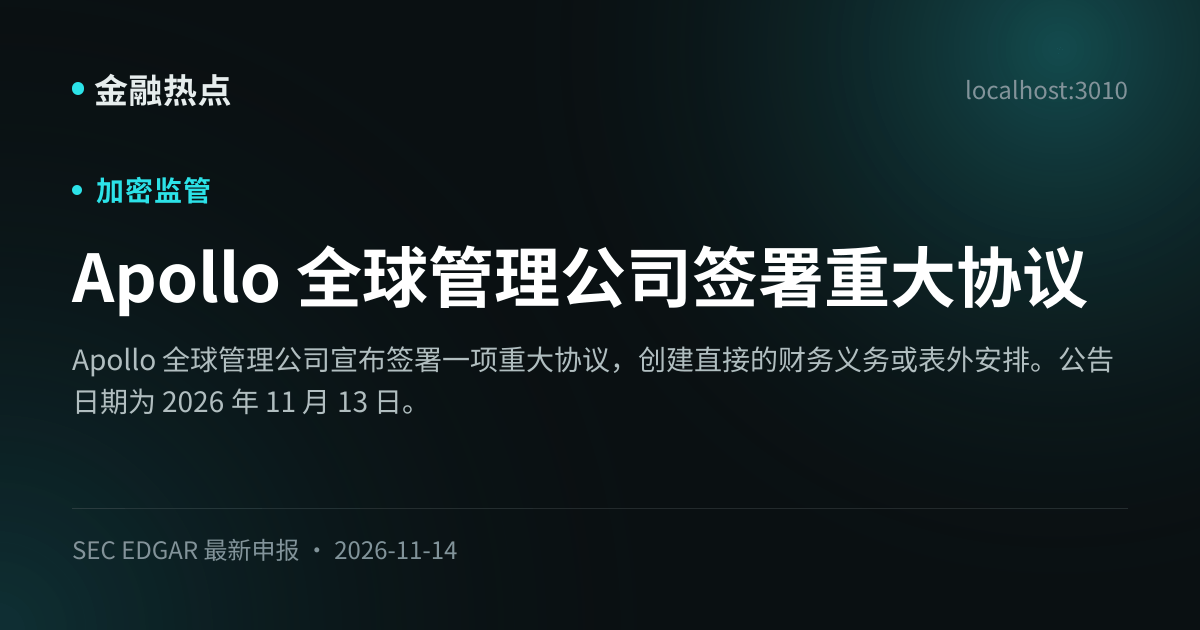 金融热点
localhost:3010
加密监管
Apollo 全球管理公司签署重大协议
Apollo 全球管理公司宣布签署一项重大协议，创建直接的财务义务或表外安排。公告
日期为 2026 年 11 月 13 日。
SEC EDGAR 最新申报 · 2026-11-14